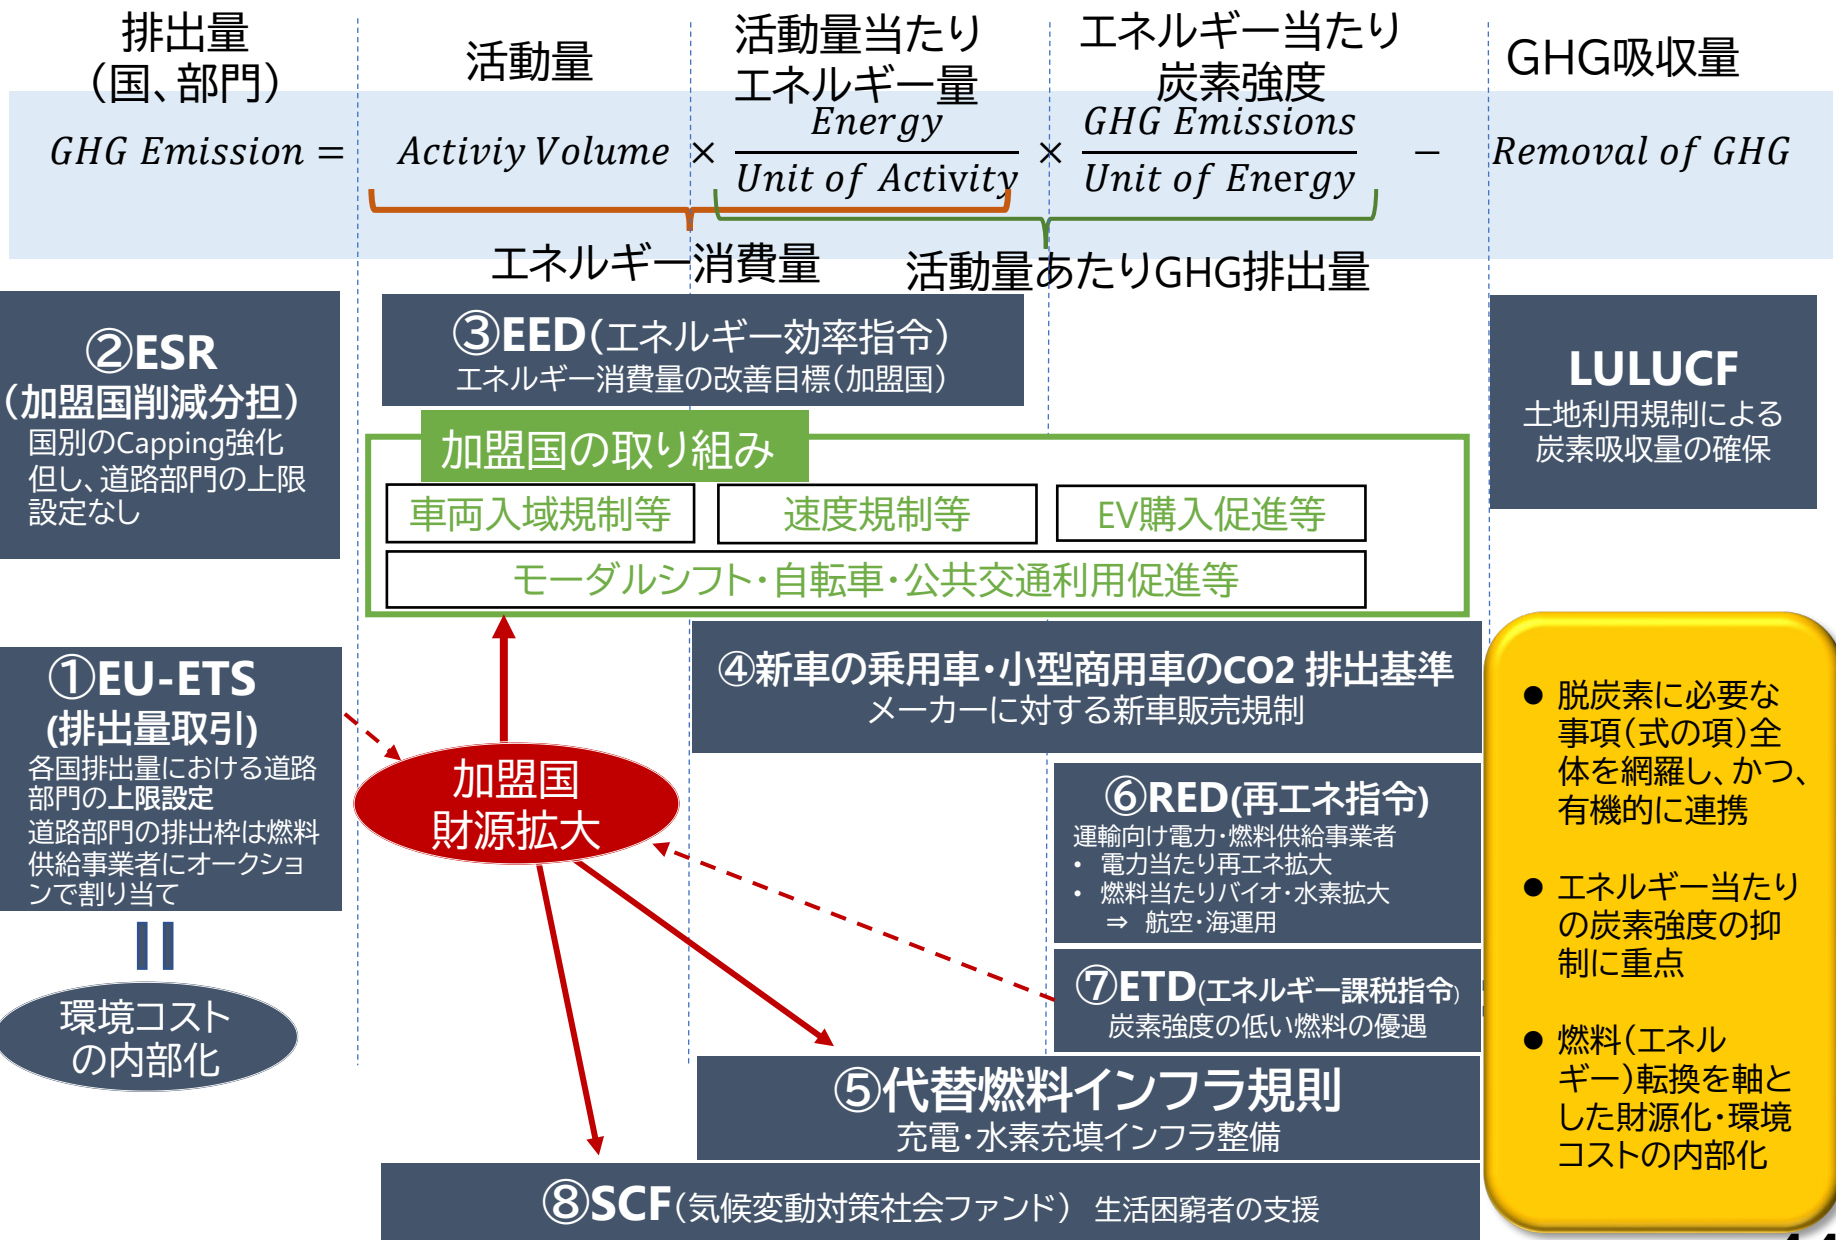 排出量
（国、部門）
活動量
活動量当たり
エネルギー量
エネルギー当たり
炭素強度
GHG吸収量
GHG Emission = Activiy Volume × Energy / Unit of Activity × GHG Emissions / Unit of Energy − Removal of GHG
エネルギー消費量
活動量あたりGHG排出量
②ESR
（加盟国削減分担）
国別のCapping強化
但し、道路部門の上限
設定なし
③EED（エネルギー効率指令）
エネルギー消費量の改善目標（加盟国）
LULUCF
土地利用規制による
炭素吸収量の確保
加盟国の取り組み
車両入域規制等
速度規制等
EV購入促進等
モーダルシフト・自転車・公共交通利用促進等
①EU-ETS
(排出量取引)
各国排出量における道路
部門の上限設定
道路部門の排出枠は燃料
供給事業者にオークショ
ンで割り当て
環境コスト
の内部化
加盟国
財源拡大
④新車の乗用車・小型商用車のCO2 排出基準
メーカーに対する新車販売規制
⑥RED(再エネ指令)
運輸向け電力・燃料供給事業者
• 電力当たり再エネ拡大
• 燃料当たりバイオ・水素拡大
⇒ 航空・海運用
⑦ETD(エネルギー課税指令)
炭素強度の低い燃料の優遇
⑤代替燃料インフラ規則
充電・水素充填インフラ整備
⑧SCF（気候変動対策社会ファンド） 生活困窮者の支援
● 脱炭素に必要な
事項（式の項）全
体を網羅し、かつ、
有機的に連携
● エネルギー当たり
の炭素強度の抑
制に重点
● 燃料（エネル
ギー）転換を軸と
した財源化・環境
コストの内部化